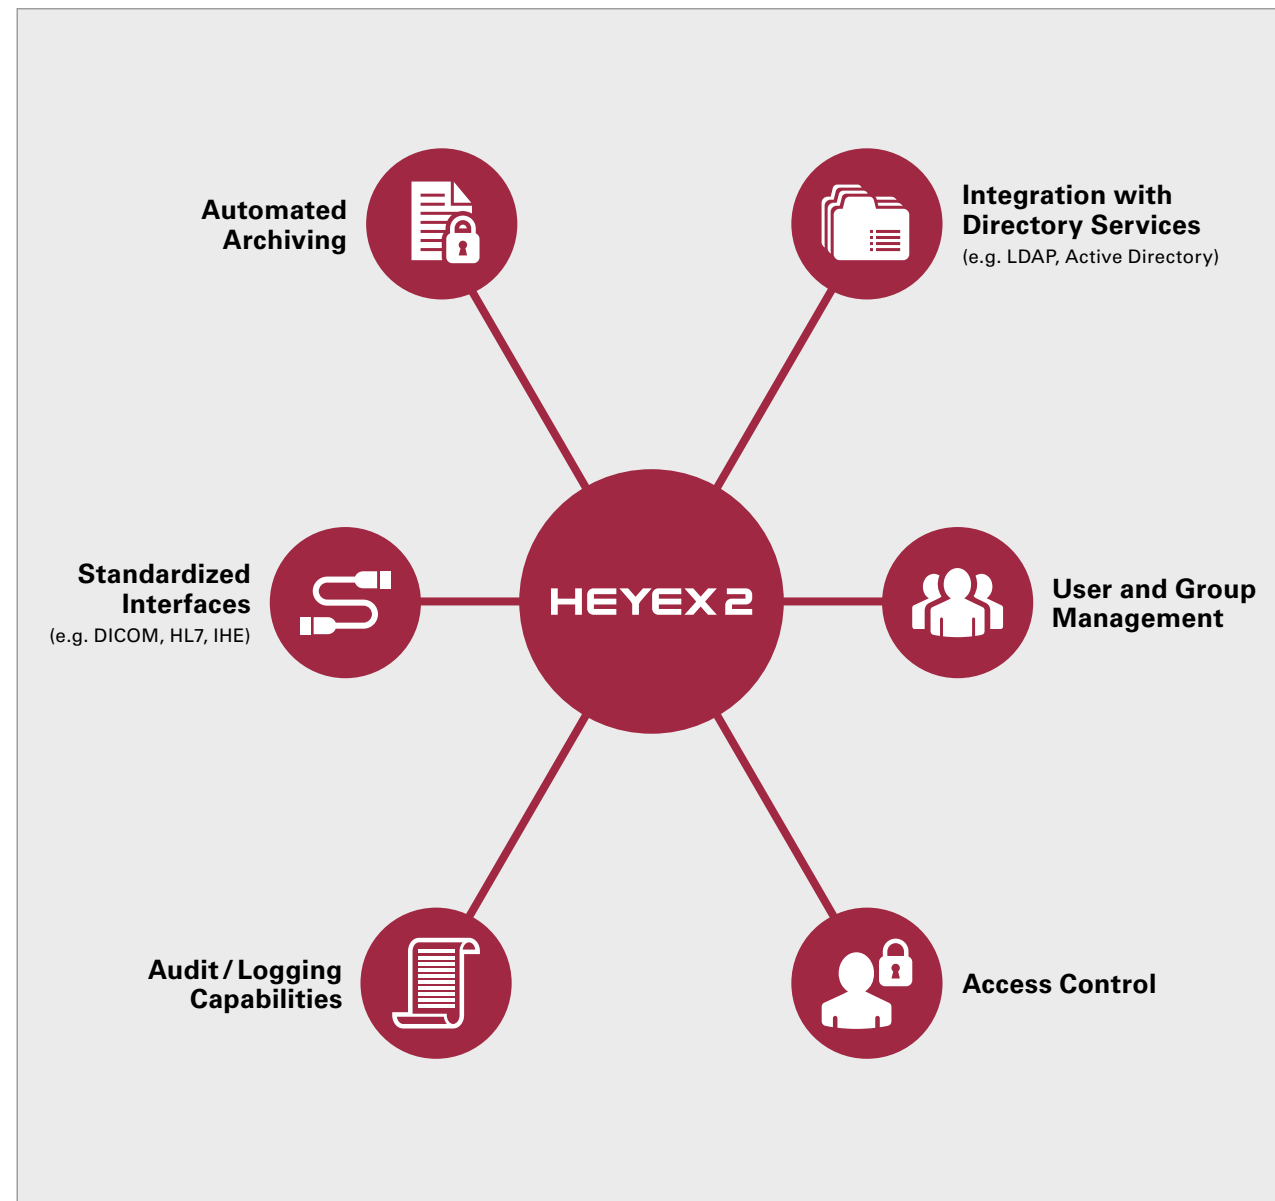 Automated
Archiving
Integration with
Directory Services
(e.g. LDAP, Active Directory)
Standardized
Interfaces
(e.g. DICOM, HL7, IHE)
HEYEX 2
User and Group
Management
Audit / Logging
Capabilities
Access Control